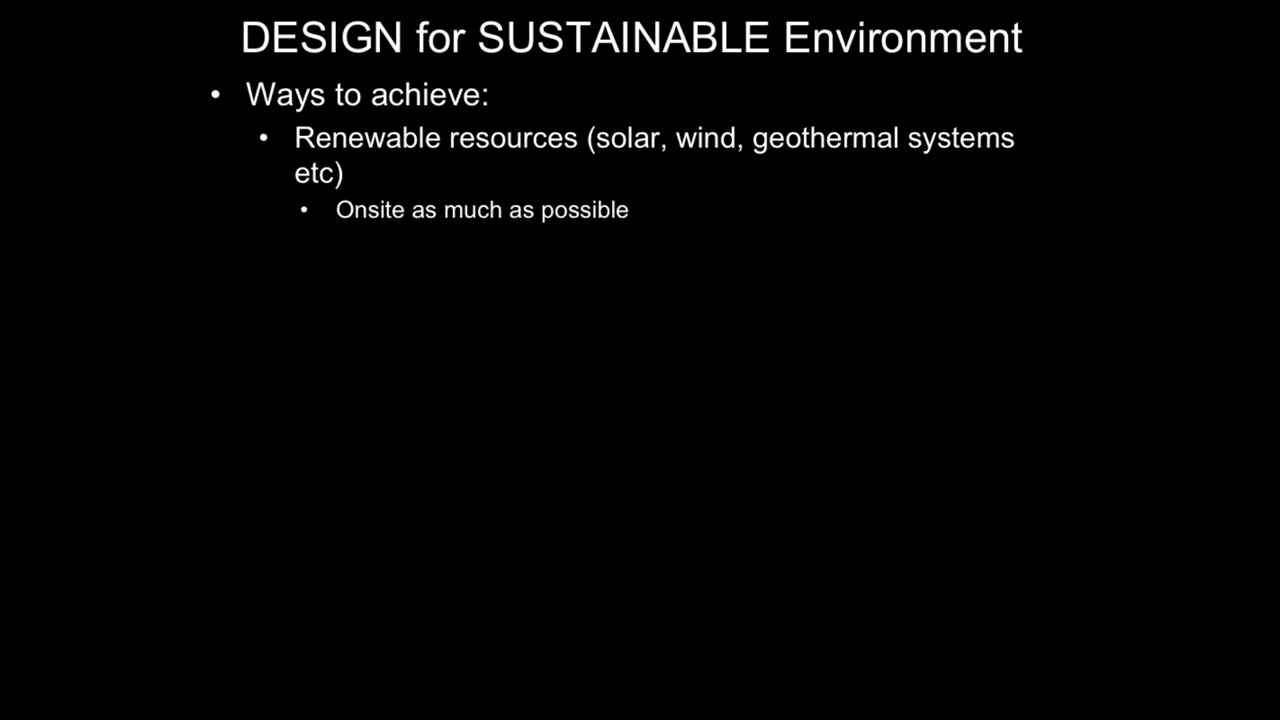 DESIGN for SUSTAINABLE Environment
• Ways to achieve:
• Renewable resources (solar, wind, geothermal systems
etc)
• Onsite as much as possible